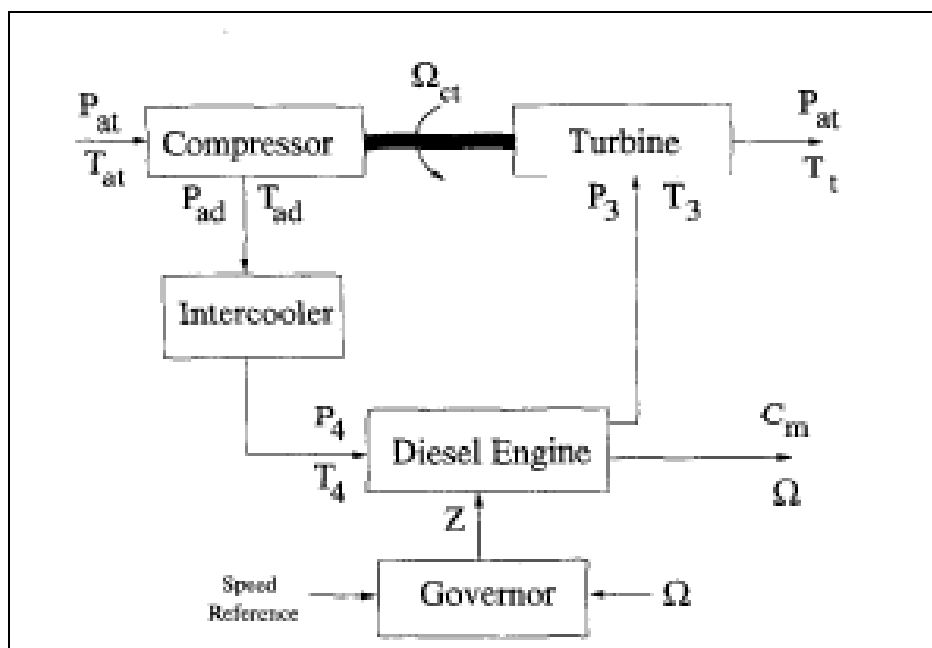 Ω_ct
P_at
T_at
Compressor
Turbine
P_at
T_t
P_ad T_ad
P_3 T_3
Intercooler
P_4
T_4
Diesel Engine
C_m
Ω
Z
Speed
Reference
Governor
Ω